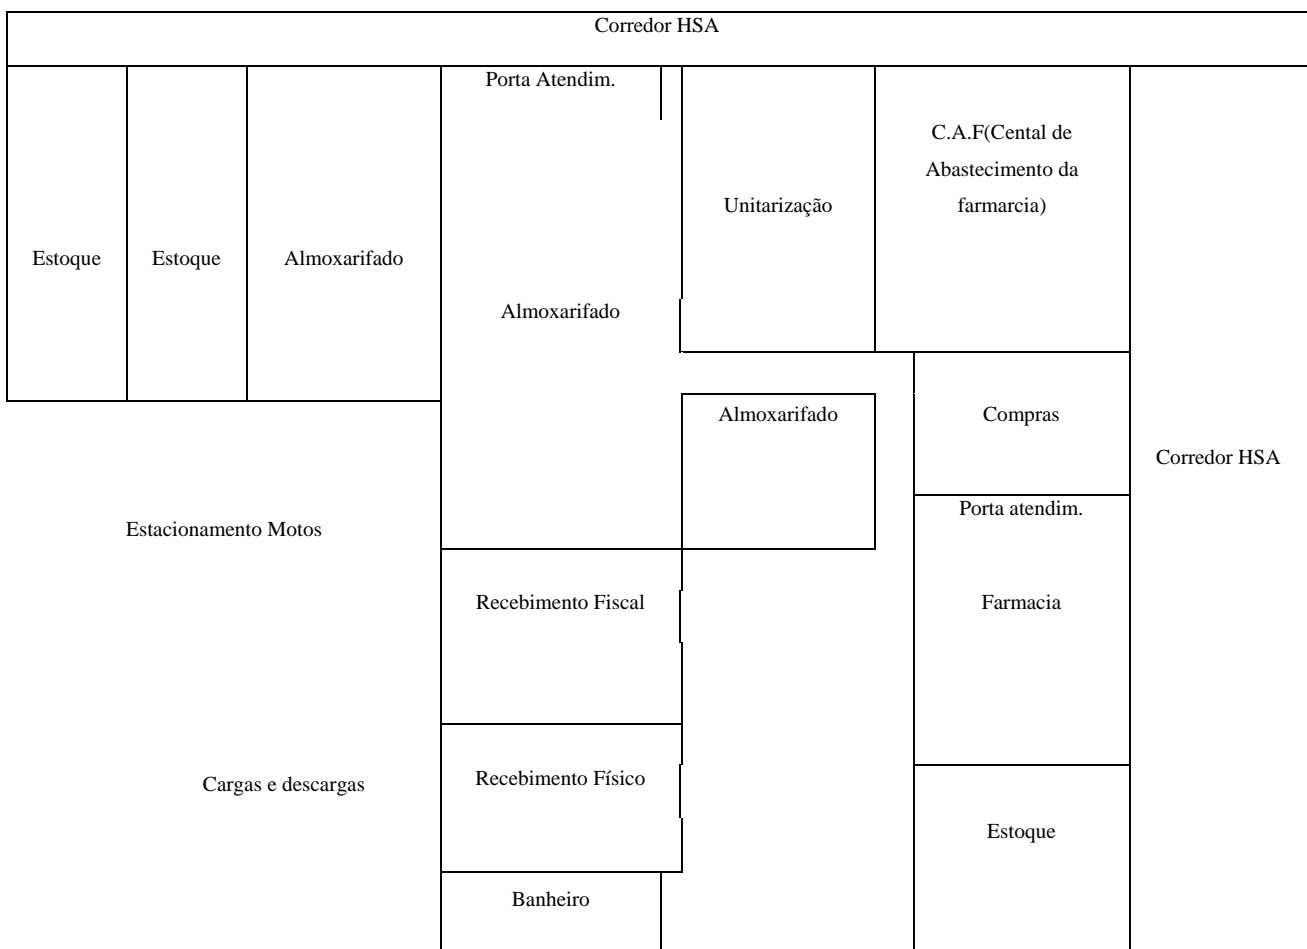 Corredor HSA
Porta Atendim.
C.A.F(Cental de
Abastecimento da
farmarcia)
Unitarização
Estoque
Estoque
Almoxarifado
Almoxarifado
Almoxarifado
Compras
Corredor HSA
Porta atendim.
Estacionamento Motos
Recebimento Fiscal
Farmacia
Recebimento Físico
Cargas e descargas
Estoque
Banheiro